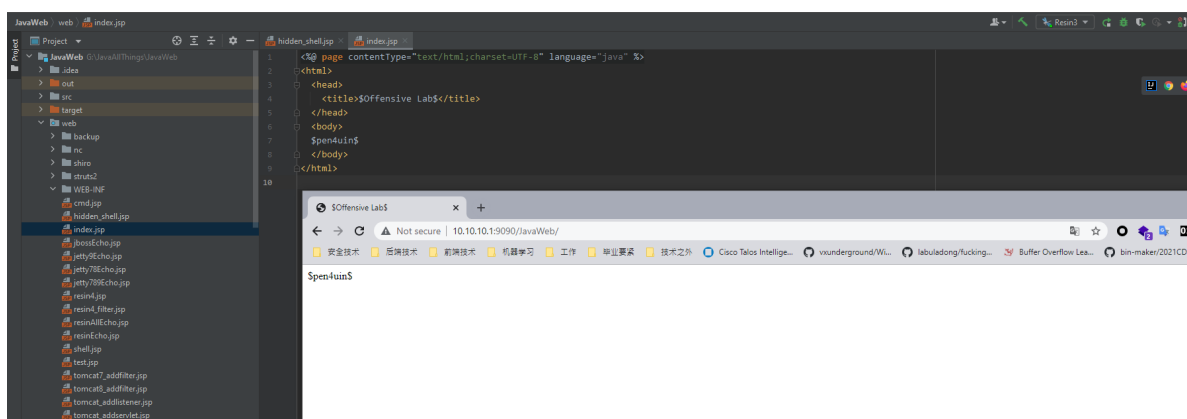 JavaWeb web index.jsp
Resin3
Project
Project
hidden_shell.jsp
index.jsp
JavaWeb G:\JavaAllThings\JavaWeb
.idea
out
src
target
web
backup
nc
shiro
struts2
WEB-INF
cmd.jsp
hidden_shell.jsp
index.jsp
jbossEcho.jsp
jetty9Echo.jsp
jetty78Echo.jsp
jetty789Echo.jsp
resin4.jsp
resin4_filter.jsp
resinAllEcho.jsp
resinEcho.jsp
shell.jsp
test.jsp
tomcat7_addfilter.jsp
tomcat8_addfilter.jsp
tomcat_addlistener.jsp
tomcat_addservlet.jsp
1 <%@ page contentType="text/html;charset=UTF-8" language="java" %>
2 <html>
3 <head>
4 <title>$Offensive Lab$</title>
5 </head>
6 <body>
7 $pen4uin$
8 </body>
9 </html>
10
$Offensive Lab$
Not secure | 10.10.10.1:9090/JavaWeb/
2
安全技术 后端技术 前端技术 机器学习 工作 毕业要紧 技术之外 Cisco Talos Intellige... vxunderground/Wi... labuladong/fucking... Buffer Overflow Lea... bin-maker/2021CD
$pen4uin$